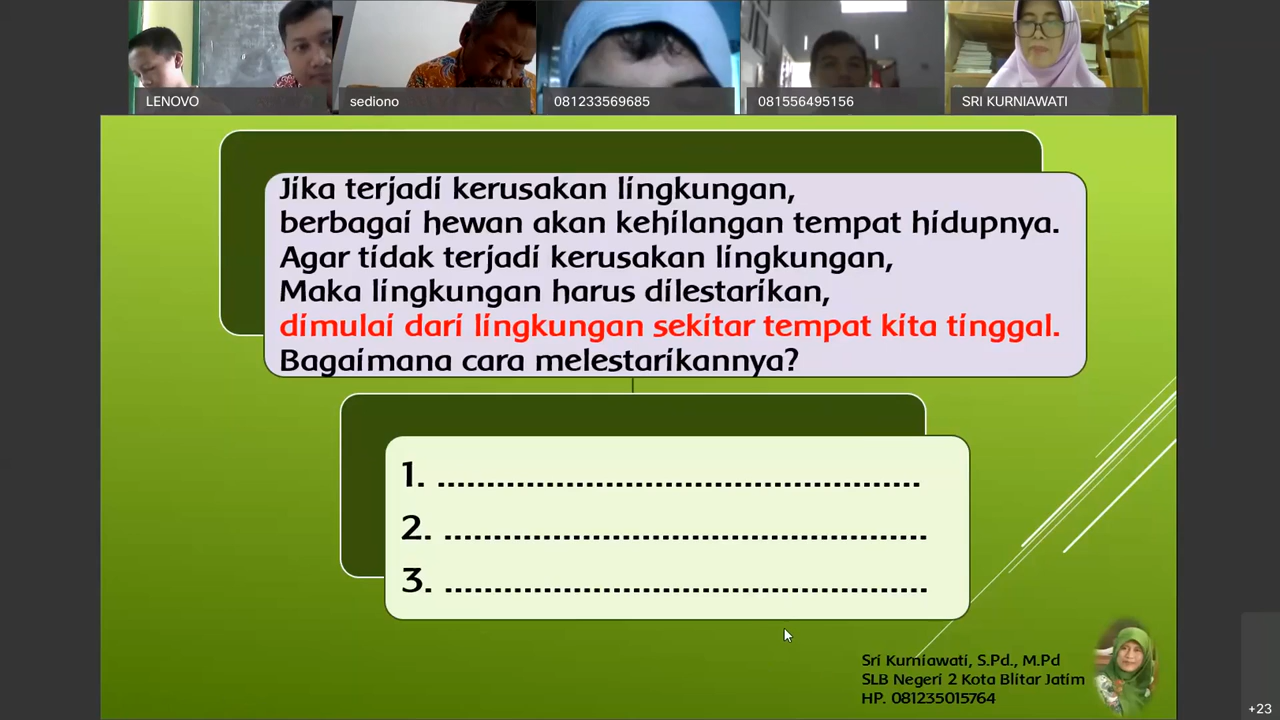 LENOVO
sediono
081233569685
081556495156
SRI KURNIAWATI
Jika terjadi kerusakan lingkungan,
berbagai hewan akan kehilangan tempat hidupnya.
Agar tidak terjadi kerusakan lingkungan,
Maka lingkungan harus dilestarikan,
dimulai dari lingkungan sekitar tempat kita tinggal.
Bagaimana cara melestarikannya?
1. ................................................
2. ................................................
3. ................................................
Sri Kurniawati, S.Pd., M.Pd
SLB Negeri 2 Kota Blitar Jatim
HP. 081235015764
+23